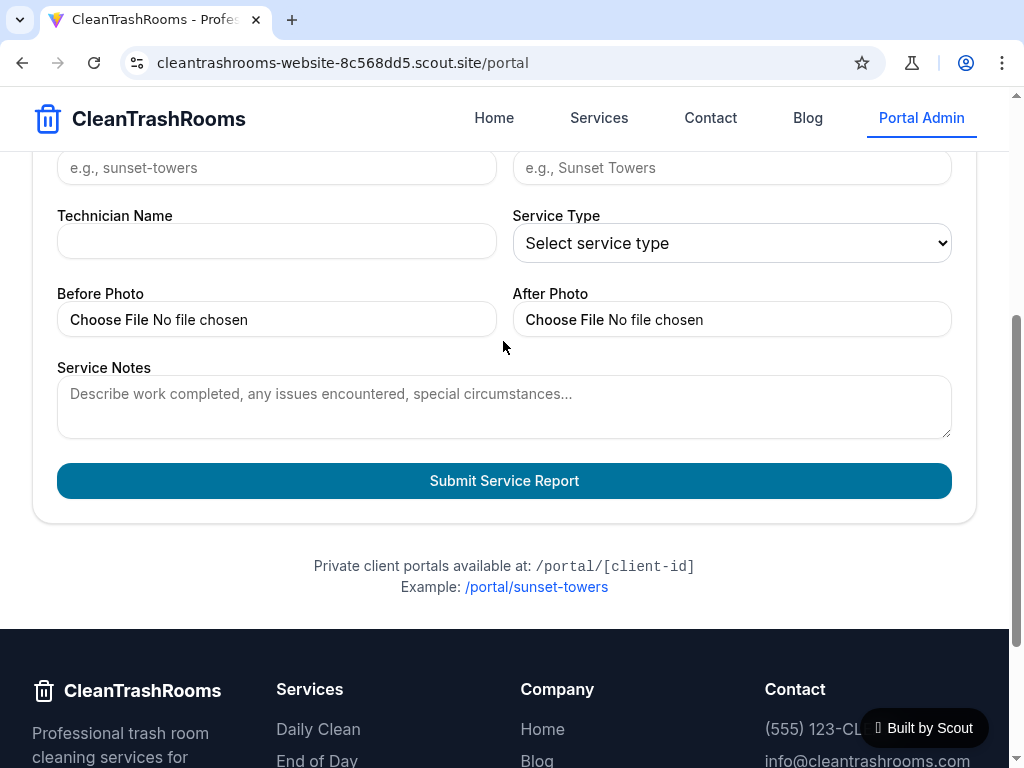 CleanTrashRooms - Profes
cleantrashrooms-website-8c568dd5.scout.site/portal
CleanTrashRooms
Home
Services
Contact
Blog
Portal Admin
e.g., sunset-towers
e.g., Sunset Towers
Technician Name
Service Type
Select service type
Before Photo
After Photo
Choose File No file chosen
Choose File No file chosen
Service Notes
Describe work completed, any issues encountered, special circumstances...
Submit Service Report
Private client portals available at: /portal/[client-id]
Example: /portal/sunset-towers
CleanTrashRooms
Services
Company
Contact
Professional trash room
Daily Clean
Home
(555) 123-CL
Built by Scout
cleaning services for
End of Day
Blog
info@cleantrashrooms.com